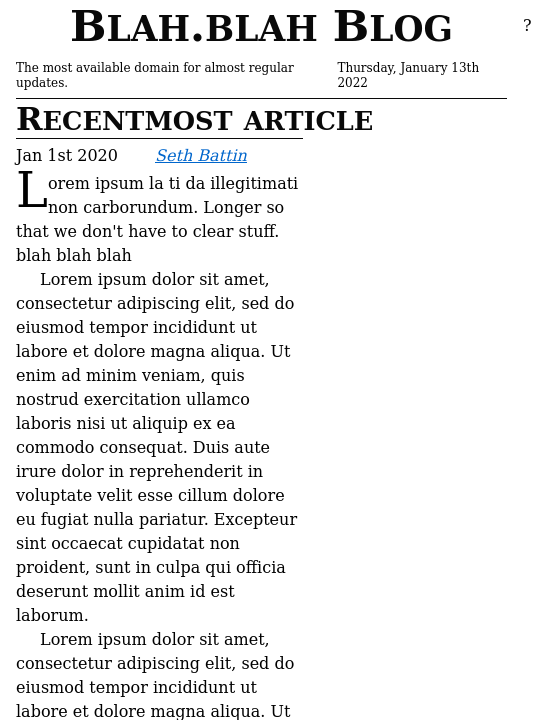 Blah.blah Blog
?
The most available domain for almost regular
updates.
Thursday, January 13th
2022
Recentmost article
Jan 1st 2020 Seth Battin
Lorem ipsum la ti da illegitimati
non carborundum. Longer so
that we don't have to clear stuff.
blah blah blah
Lorem ipsum dolor sit amet,
consectetur adipiscing elit, sed do
eiusmod tempor incididunt ut
labore et dolore magna aliqua. Ut
enim ad minim veniam, quis
nostrud exercitation ullamco
laboris nisi ut aliquip ex ea
commodo consequat. Duis aute
irure dolor in reprehenderit in
voluptate velit esse cillum dolore
eu fugiat nulla pariatur. Excepteur
sint occaecat cupidatat non
proident, sunt in culpa qui officia
deserunt mollit anim id est
laborum.
Lorem ipsum dolor sit amet,
consectetur adipiscing elit, sed do
eiusmod tempor incididunt ut
labore et dolore magna aliqua. Ut